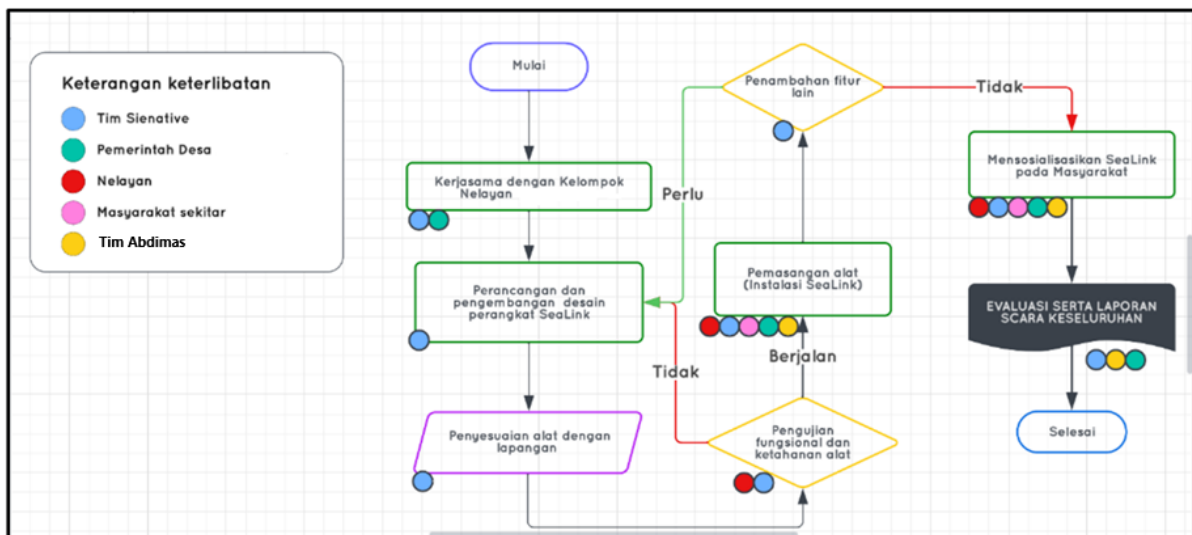 Keterangan keterlibatan
Tim Sienative
Pemerintah Desa
Nelayan
Masyarakat sekitar
Tim Abdimas
Mulai
Kerjasama dengan Kelompok
Nelayan
Perancangan dan
pengembangan desain
perangkat SeaLink
Penyesuaian alat dengan
lapangan
Penambahan fitur
lain
Perlu
Tidak
Pemasangan alat
(Instalasi SeaLink)
Berjalan
Tidak
Pengujian
fungsional dan
ketahanan alat
Mensosialisasikan SeaLink
pada Masyarakat
EVALUASI SERTA LAPORAN
SCARA KESELURUHAN
Selesai